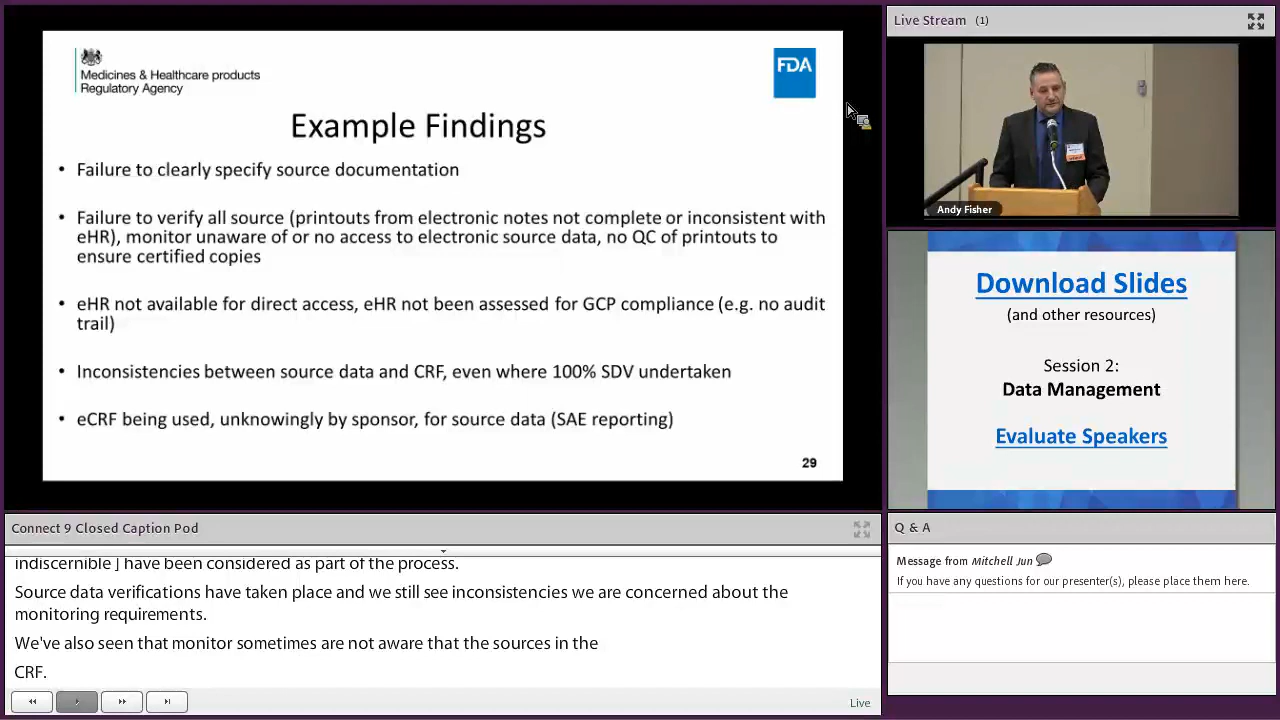 Medicines & Healthcare products
Regulatory Agency
FDA
Example Findings
• Failure to clearly specify source documentation
• Failure to verify all source (printouts from electronic notes not complete or inconsistent with
eHR), monitor unaware of or no access to electronic source data, no QC of printouts to
ensure certified copies
• eHR not available for direct access, eHR not been assessed for GCP compliance (e.g. no audit
trail)
• Inconsistencies between source data and CRF, even where 100% SDV undertaken
• eCRF being used, unknowingly by sponsor, for source data (SAE reporting)
29
Live Stream (1)
Andy Fisher
Download Slides
(and other resources)
Session 2:
Data Management
Evaluate Speakers
Connect 9 Closed Caption Pod
indiscernible ] have been considered as part of the process.
Source data verifications have taken place and we still see inconsistencies we are concerned about the
monitoring requirements.
We've also seen that monitor sometimes are not aware that the sources in the
CRF.
Live
Q & A
Message from Mitchell Jun
If you have any questions for our presenter(s), please place them here.